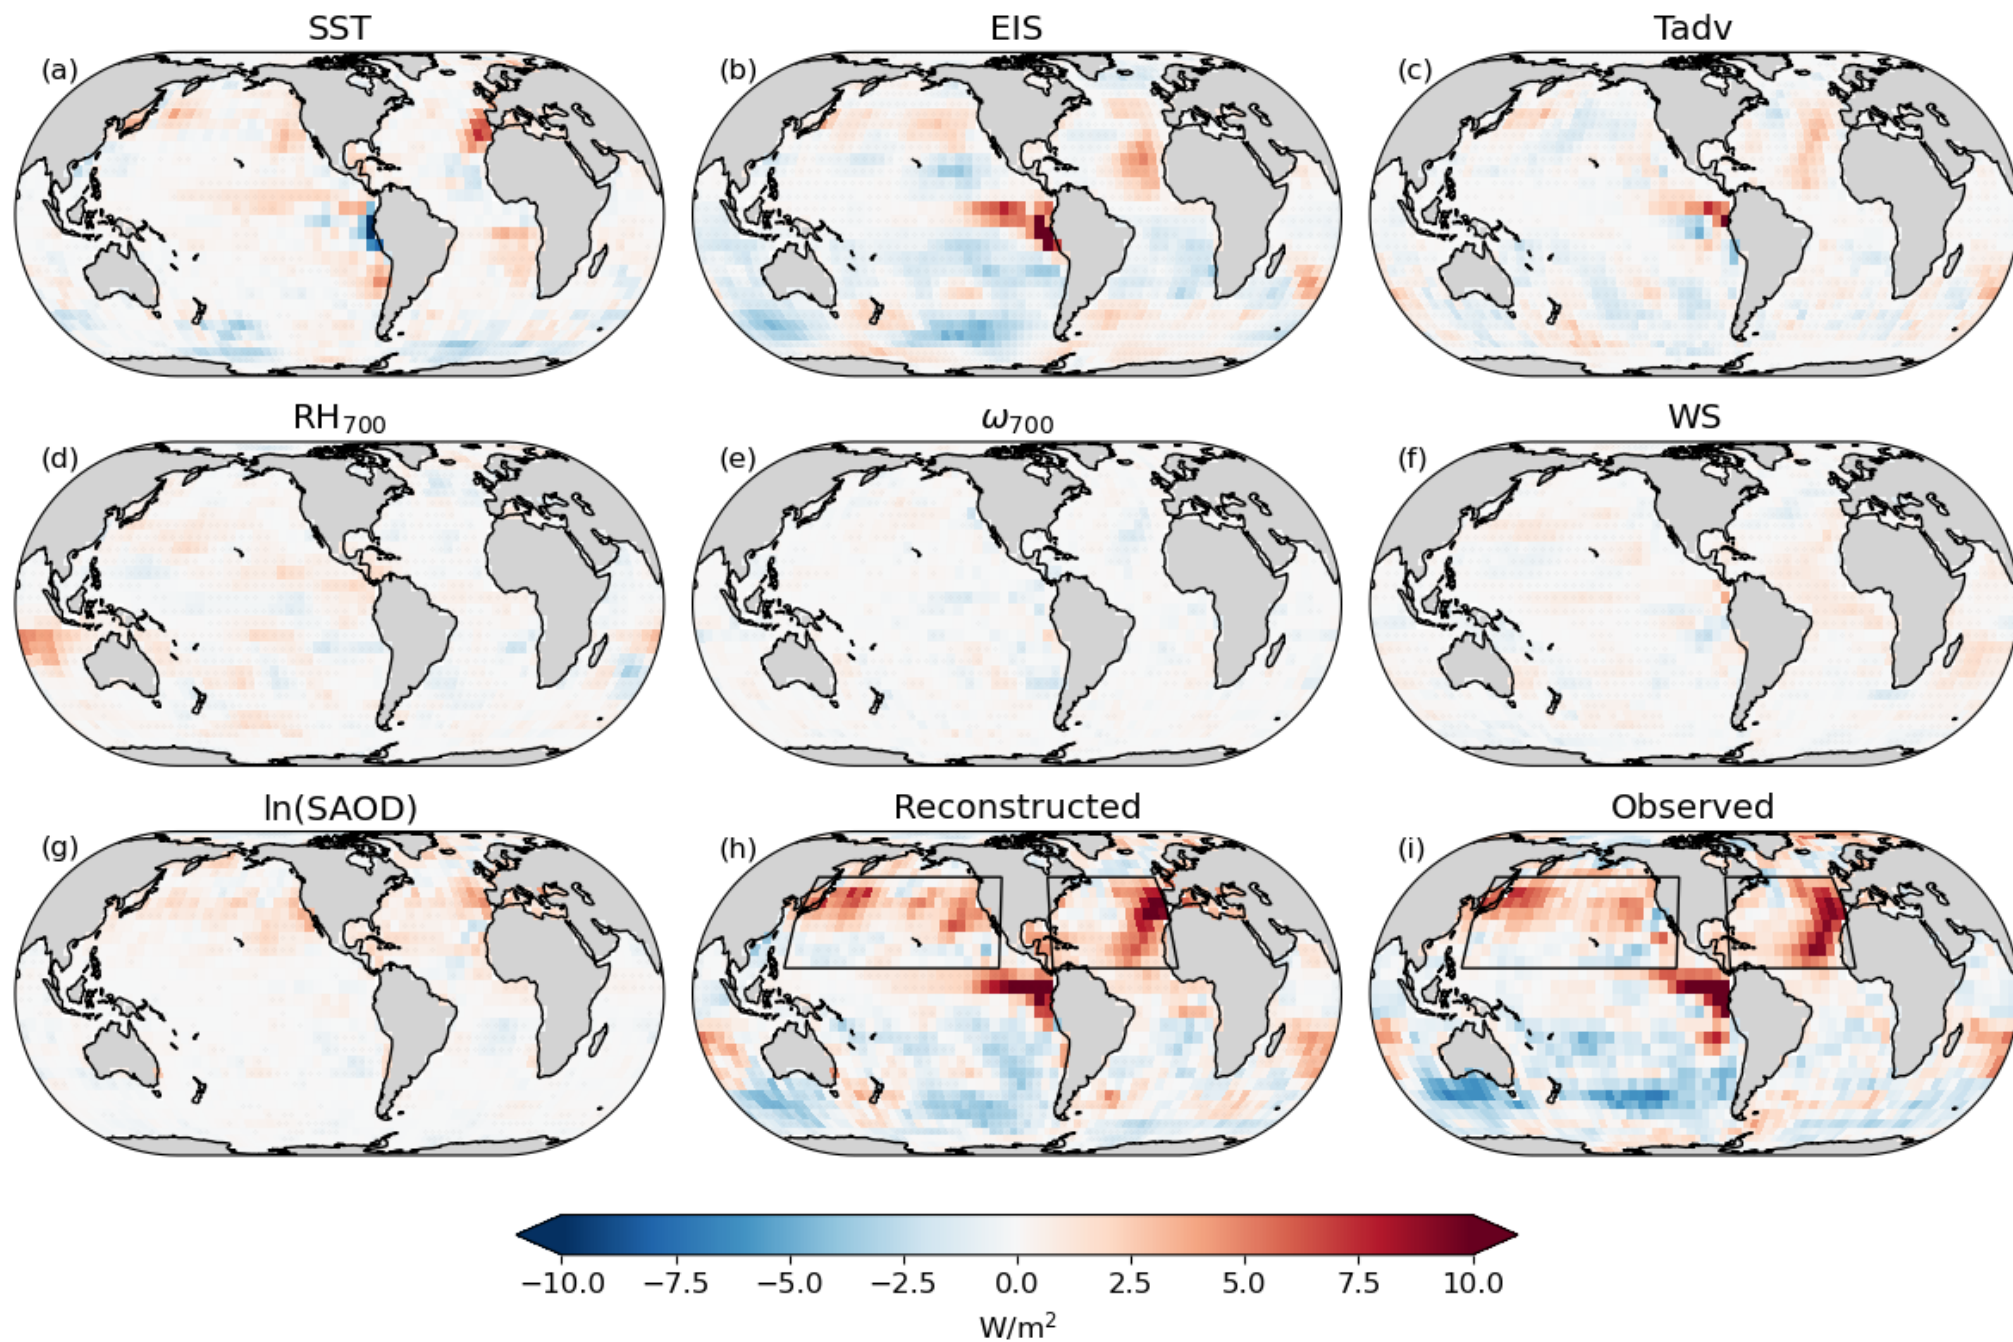 SST EIS Tadv
(a) (b) (c)
RH₇₀₀ ω₇₀₀ WS
(d) (e) (f)
ln(SAOD) Reconstructed Observed
(g) (h) (i)
−10.0 −7.5 −5.0 −2.5 0.0 2.5 5.0 7.5 10.0
W/m²